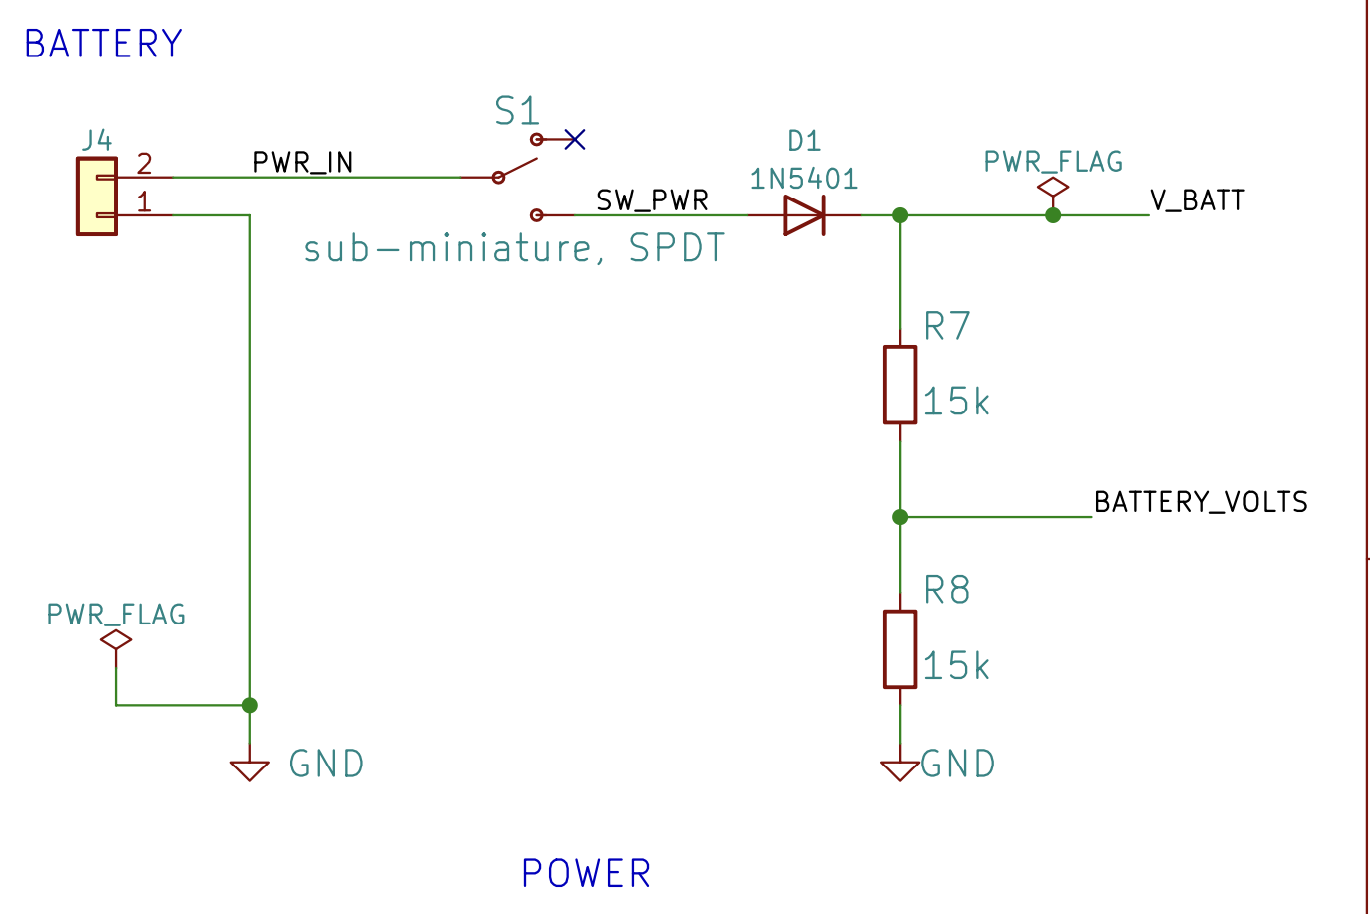 BATTERY
S1
J4
D1
2
PWR_IN
1N5401
PWR_FLAG
1
SW_PWR
V_BATT
sub-miniature, SPDT
R7
15k
BATTERY_VOLTS
R8
PWR_FLAG
15k
GND
GND
POWER